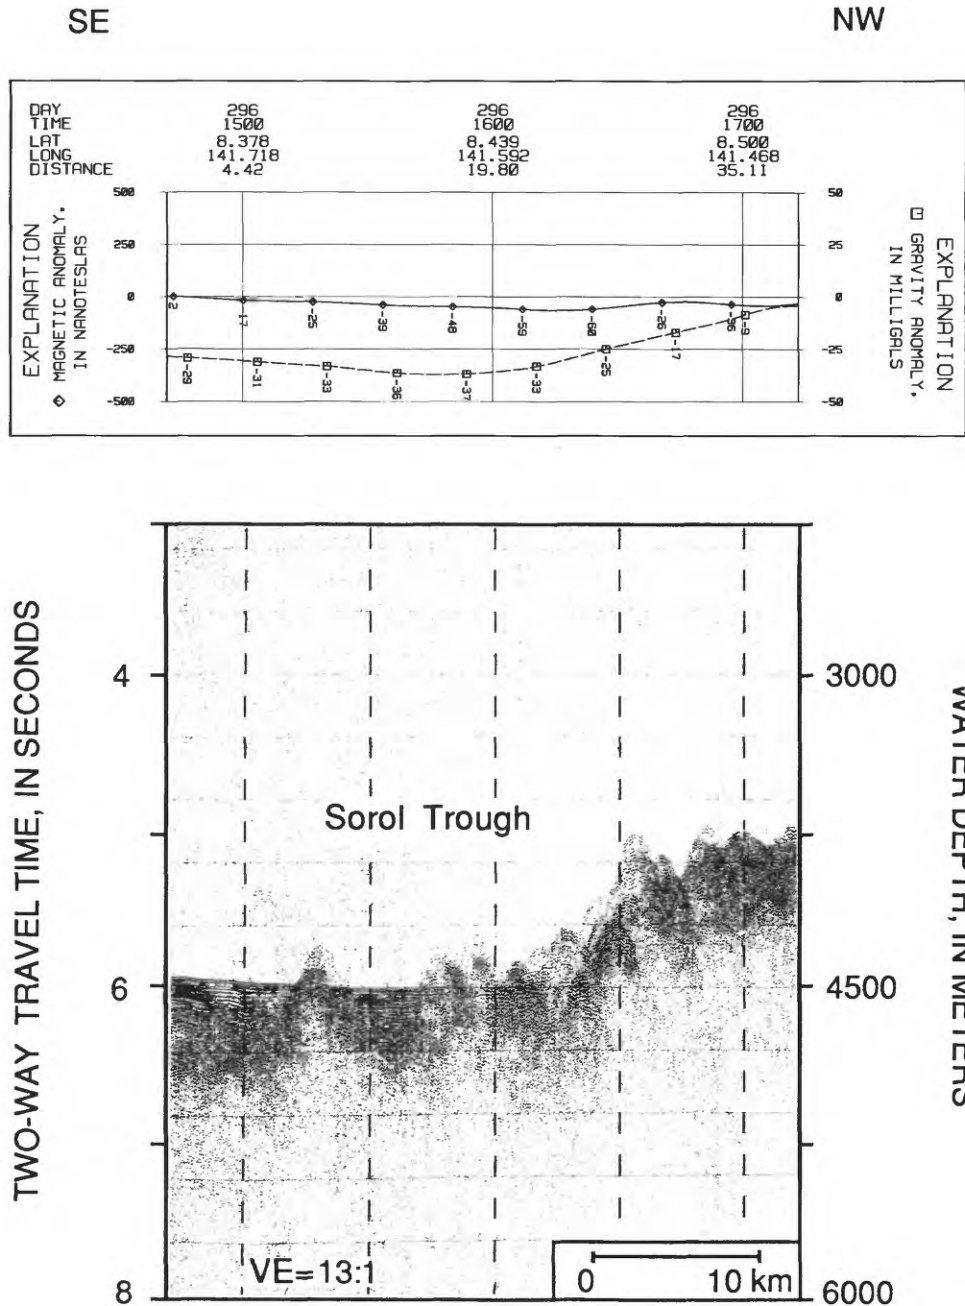 SE NW
DAY 296 296 296
TIME 1500 1600 1700
LAT 8.378 8.439 8.500
LONG 141.718 141.592 141.468
DISTANCE 4.42 19.80 35.11
500 50
250 25
0 0
-250 -25
-500 -50
EXPLANATION
◇ MAGNETIC ANOMALY,
IN NANOTESLAS
EXPLANATION
□ GRAVITY ANOMALY,
IN MILLIGALS
2 -17 -25 -39 -48 -59 -60 -26 -36
-29 -31 -33 -36 -37 -33 -25 -17 -9
TWO-WAY TRAVEL TIME, IN SECONDS
WATER DEPTH, IN METERS
4 3000
Sorol Trough
6 4500
VE=13:1
0 10 km
8 6000